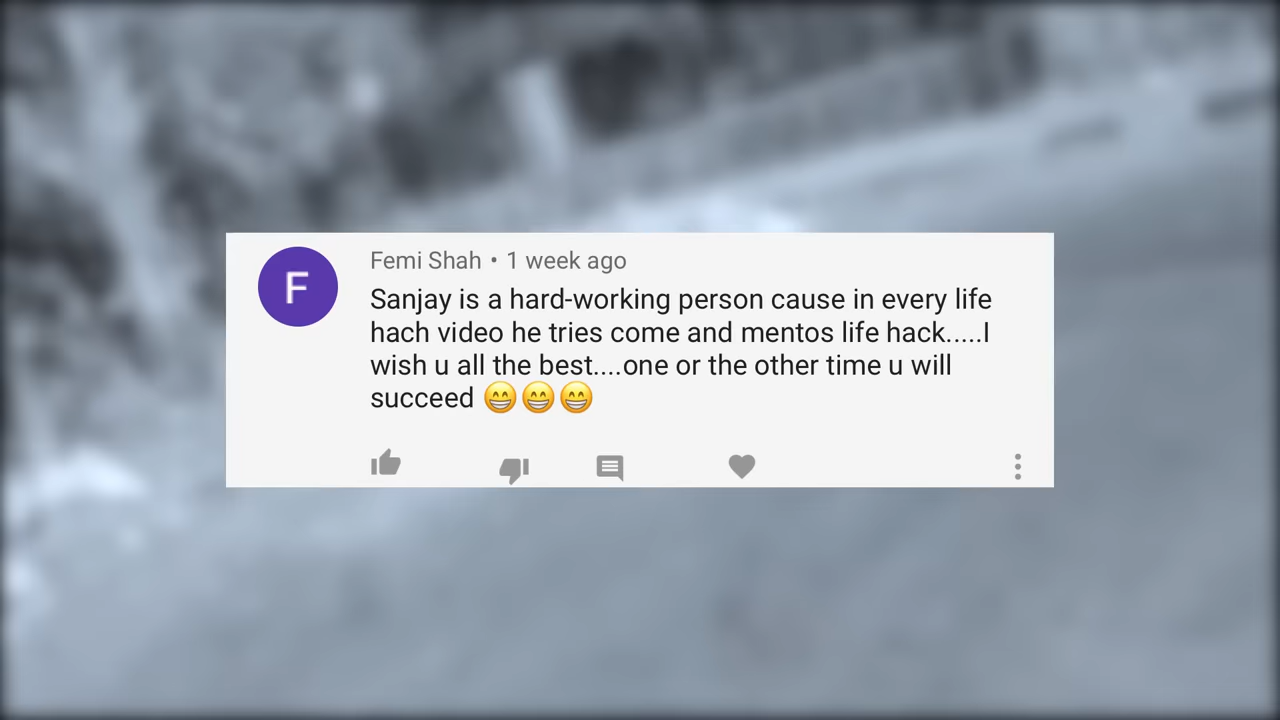 F
Femi Shah • 1 week ago
Sanjay is a hard-working person cause in every life
hach video he tries come and mentos life hack.....I
wish u all the best....one or the other time u will
succeed 😁😁😁